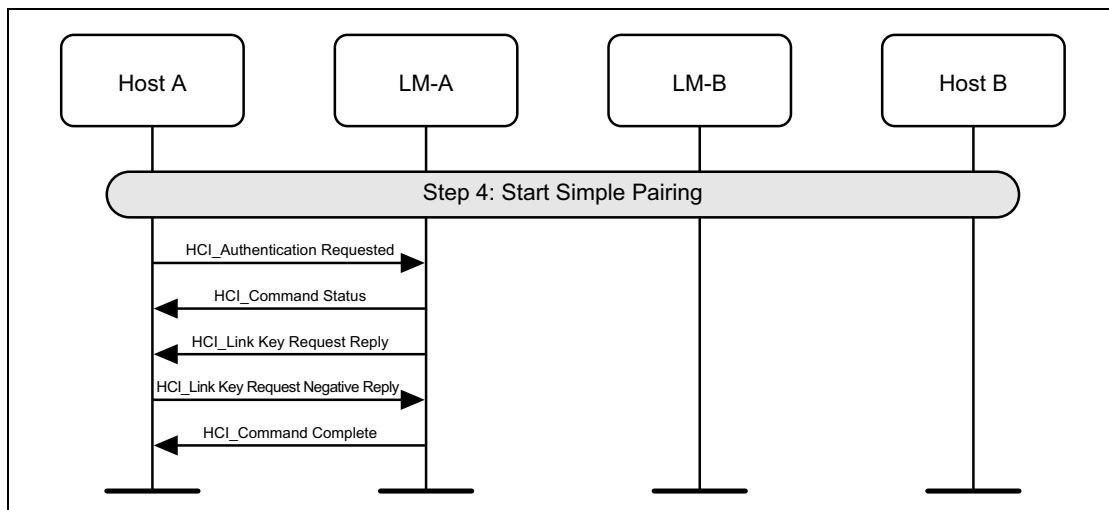 Host A
LM-A
LM-B
Host B
Step 4: Start Simple Pairing
HCI_Authentication Requested
HCI_Command Status
HCI_Link Key Request Reply
HCI_Link Key Request Negative Reply
HCI_Command Complete